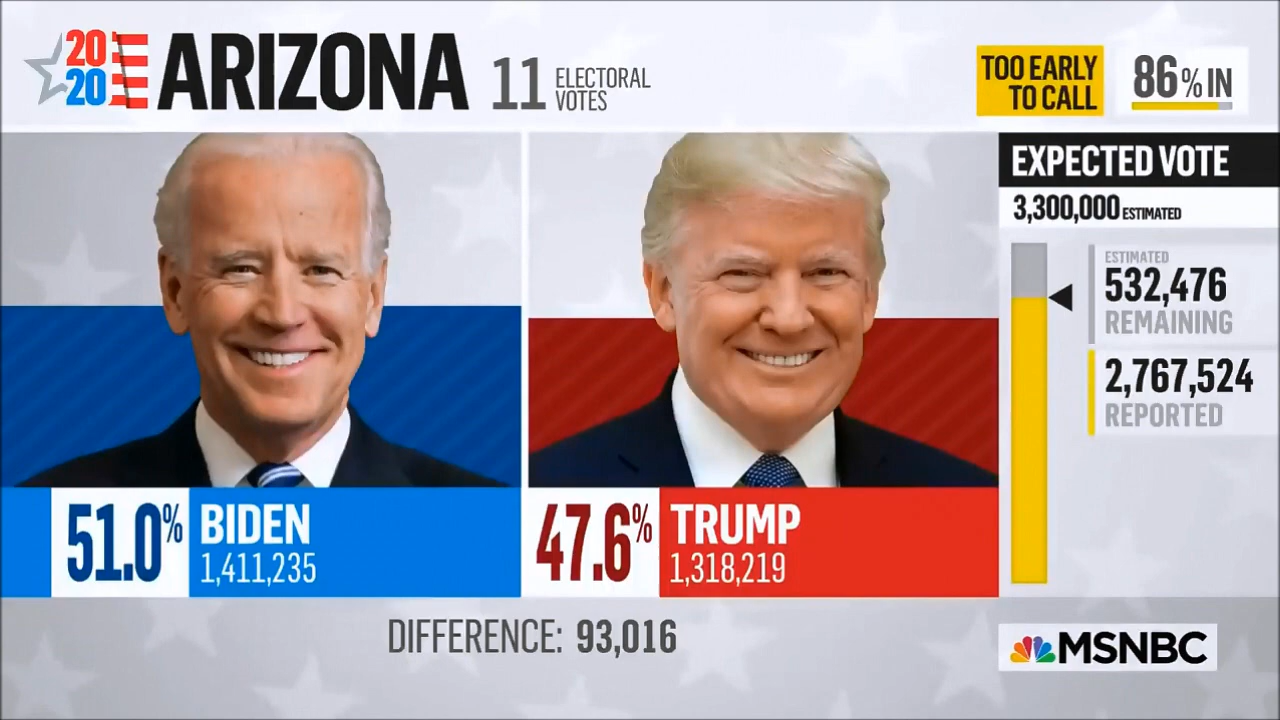 20
20
ARIZONA
11
ELECTORAL
VOTES
TOO EARLY
TO CALL
86% IN
51.0%
BIDEN
1,411,235
47.6%
TRUMP
1,318,219
DIFFERENCE: 93,016
EXPECTED VOTE
3,300,000 ESTIMATED
ESTIMATED
532,476
REMAINING
2,767,524
REPORTED
MSNBC